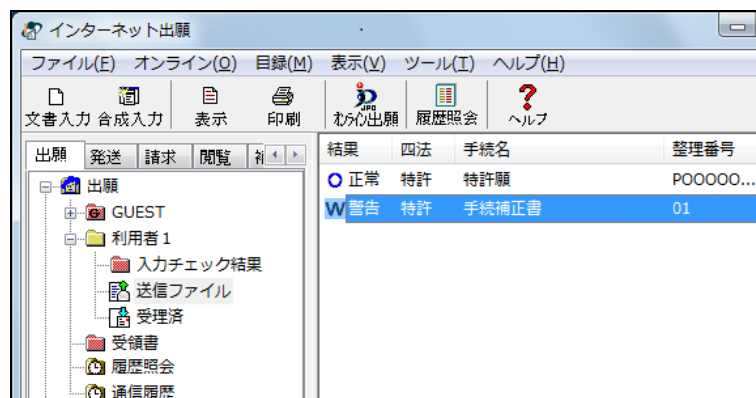 インターネット出願
ファイル(F) オンライン(O) 目録(M) 表示(V) ツール(T) ヘルプ(H)
文書入力 合成入力 表示 印刷 オンライン出願 履歴照会 ヘルプ
出願 発送 請求 閲覧
結果 四法 手続名 整理番号
出願
正常 特許 特許願 POOOOO...
GUEST
W 警告 特許 手続補正書 01
利用者1
入力チェック結果
送信ファイル
受理済
受領書
履歴照会
通信履歴